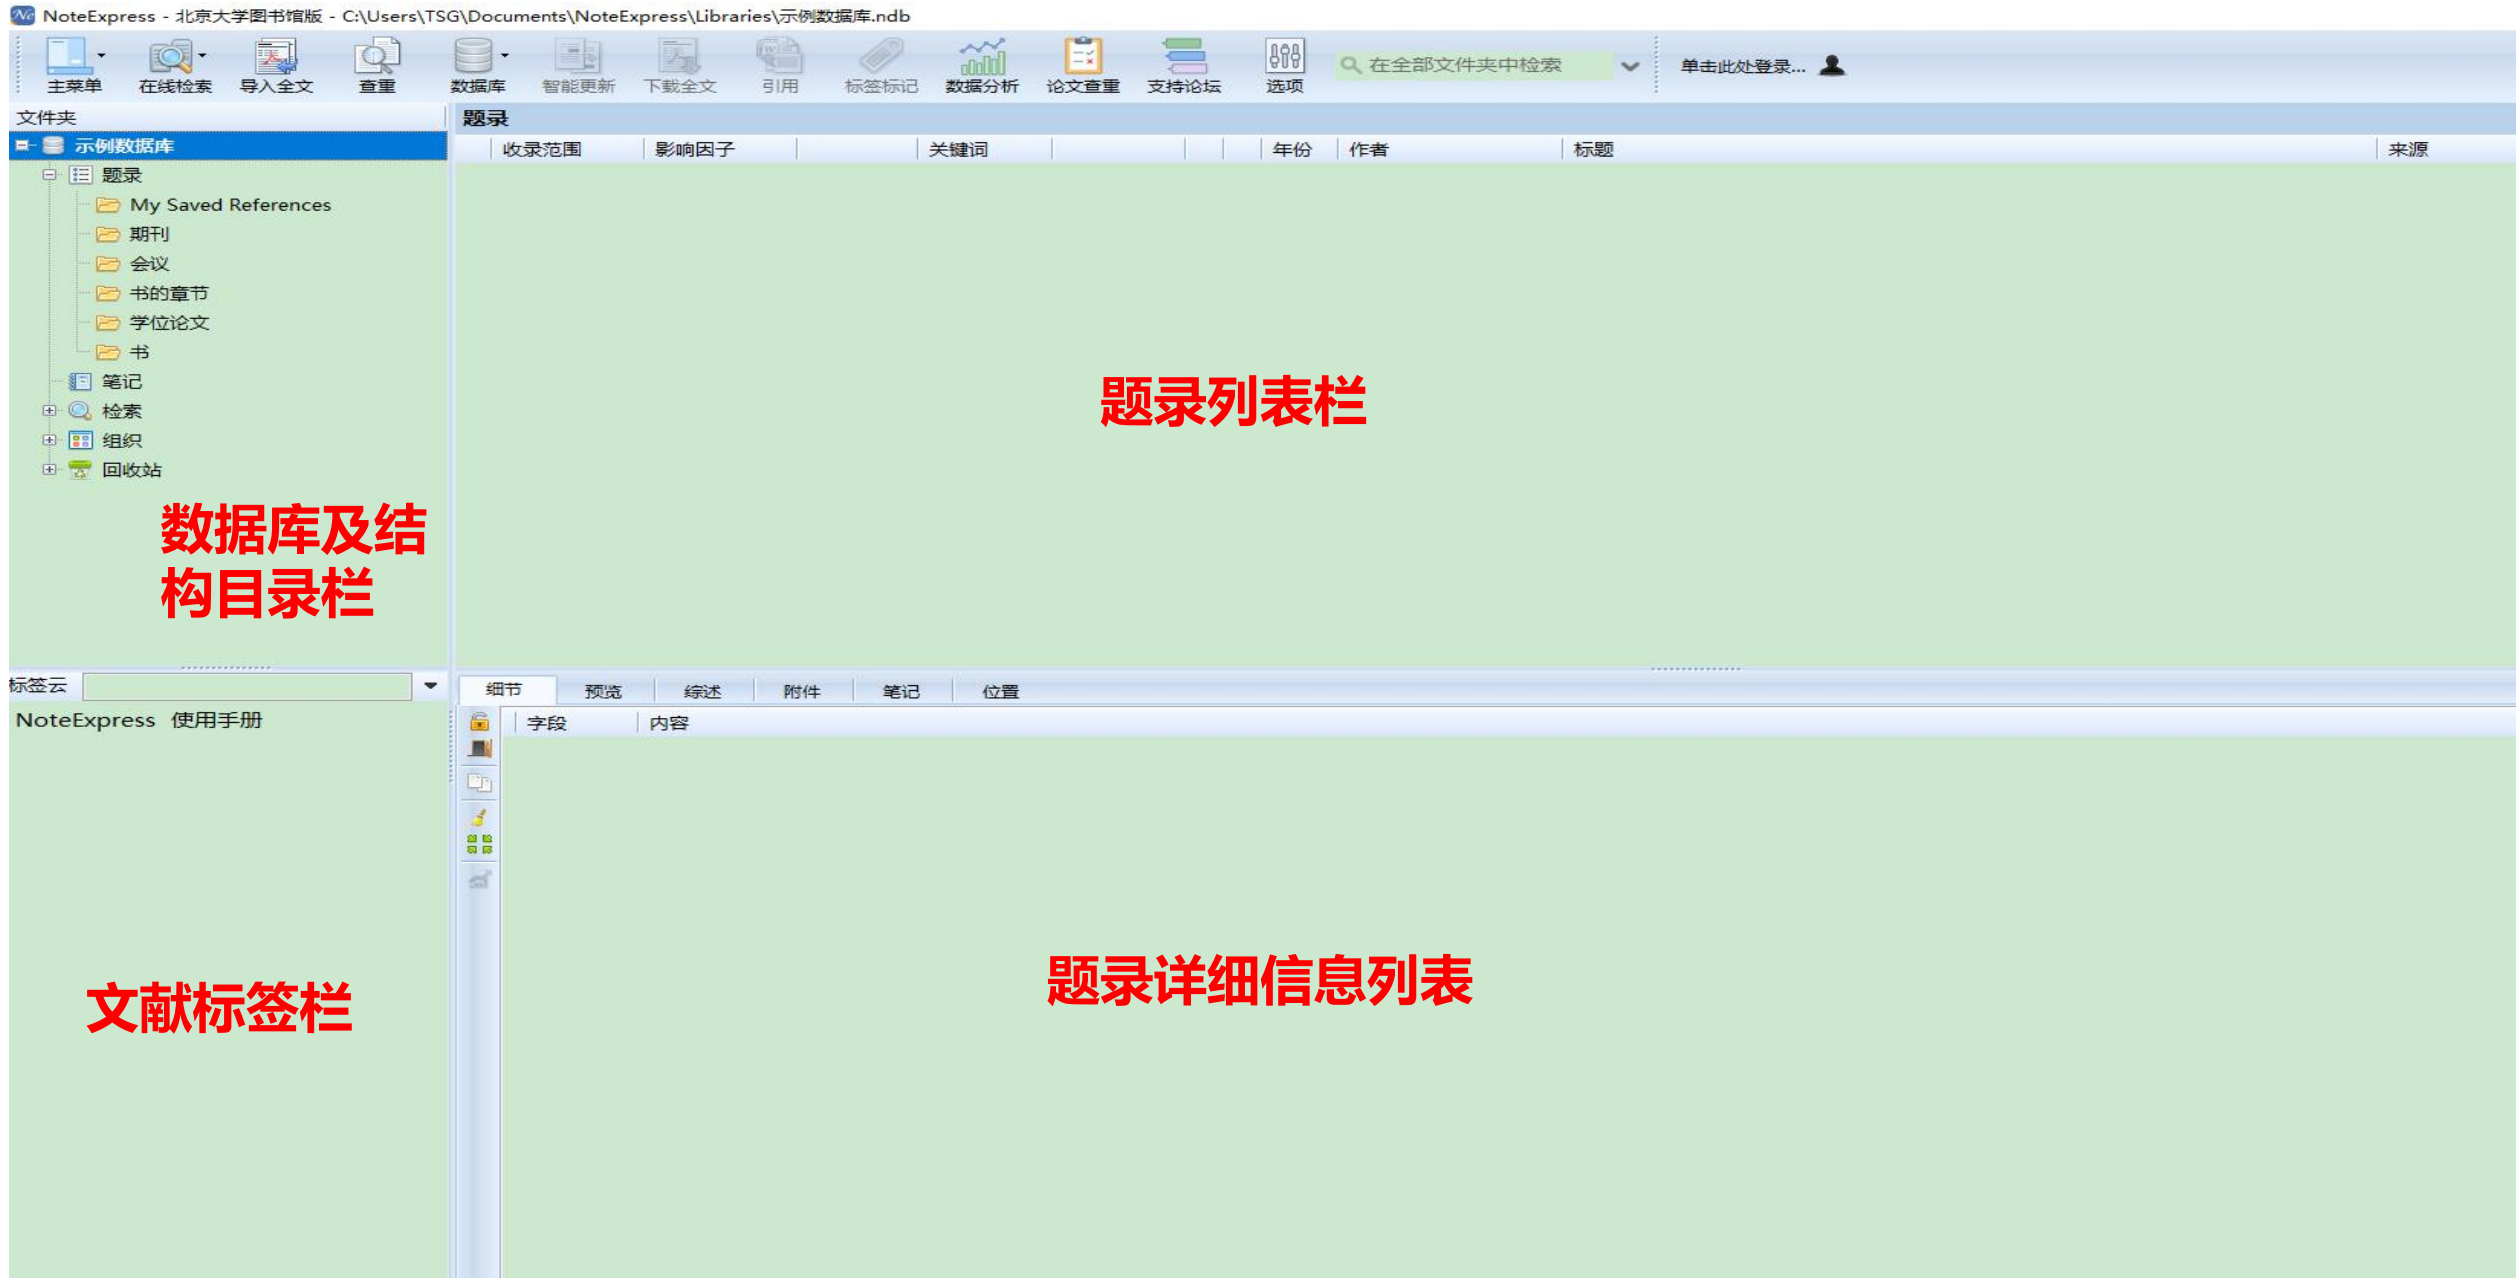 NoteExpress - 北京大学图书馆版 - C:\Users\TSG\Documents\NoteExpress\Libraries\示例数据库.ndb
主菜单 在线检索 导入全文 查重 数据库 智能更新 下载全文 引用 标签标记 数据分析 论文查重 支持论坛 选项 在全部文件夹中检索 单击此处登录...
文件夹
示例数据库
题录
My Saved References
期刊
会议
书的章节
学位论文
书
笔记
检索
组织
回收站
数据库及结
构目录栏
题录
收录范围 影响因子 关键词 年份 作者 标题 来源
题录列表栏
标签云
NoteExpress 使用手册
文献标签栏
细节 预览 综述 附件 笔记 位置
字段 内容
题录详细信息列表